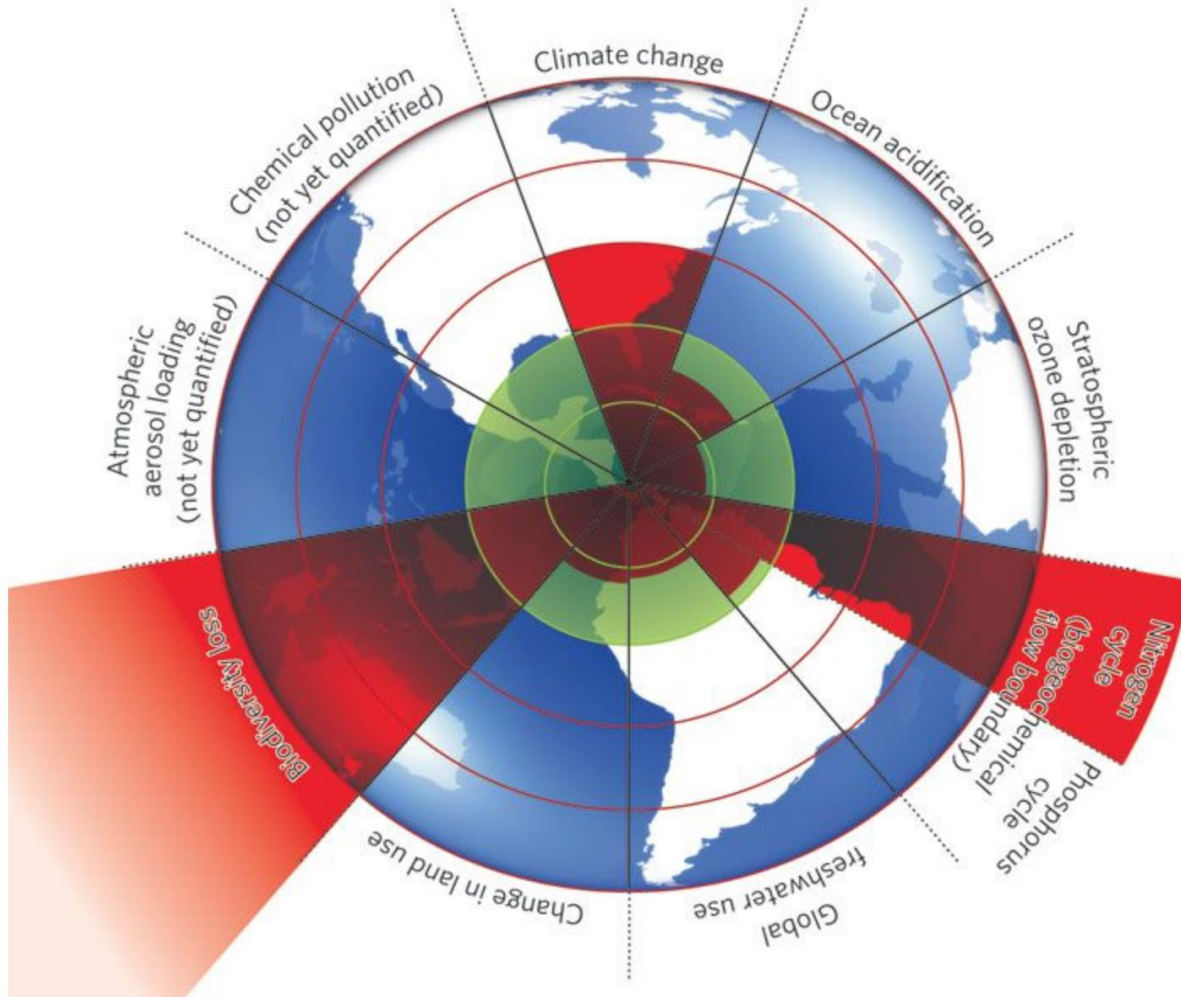 Climate change
Ocean acidification
Stratospheric
ozone depletion
Nitrogen
cycle
(biogeochemical
flow boundary)
Phosphorus
cycle
Global
freshwater use
Change in land use
Biodiversity loss
Atmospheric
aerosol loading
(not yet quantified)
Chemical pollution
(not yet quantified)